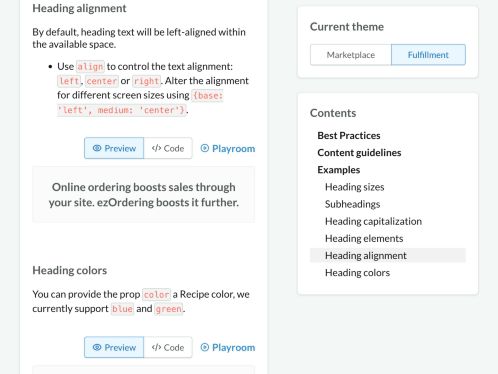 Heading alignment
By default, heading text will be left-aligned within
the available space.
• Use align to control the text alignment:
left, center or right. Alter the alignment
for different screen sizes using {base:
'left', medium: 'center'}.
Preview
</> Code
Playroom
Online ordering boosts sales through
your site. ezOrdering boosts it further.
Heading colors
You can provide the prop color a Recipe color, we
currently support blue and green.
Preview
</> Code
Playroom
Current theme
Marketplace
Fulfillment
Contents
Best Practices
Content guidelines
Examples
Heading sizes
Subheadings
Heading capitalization
Heading elements
Heading alignment
Heading colors